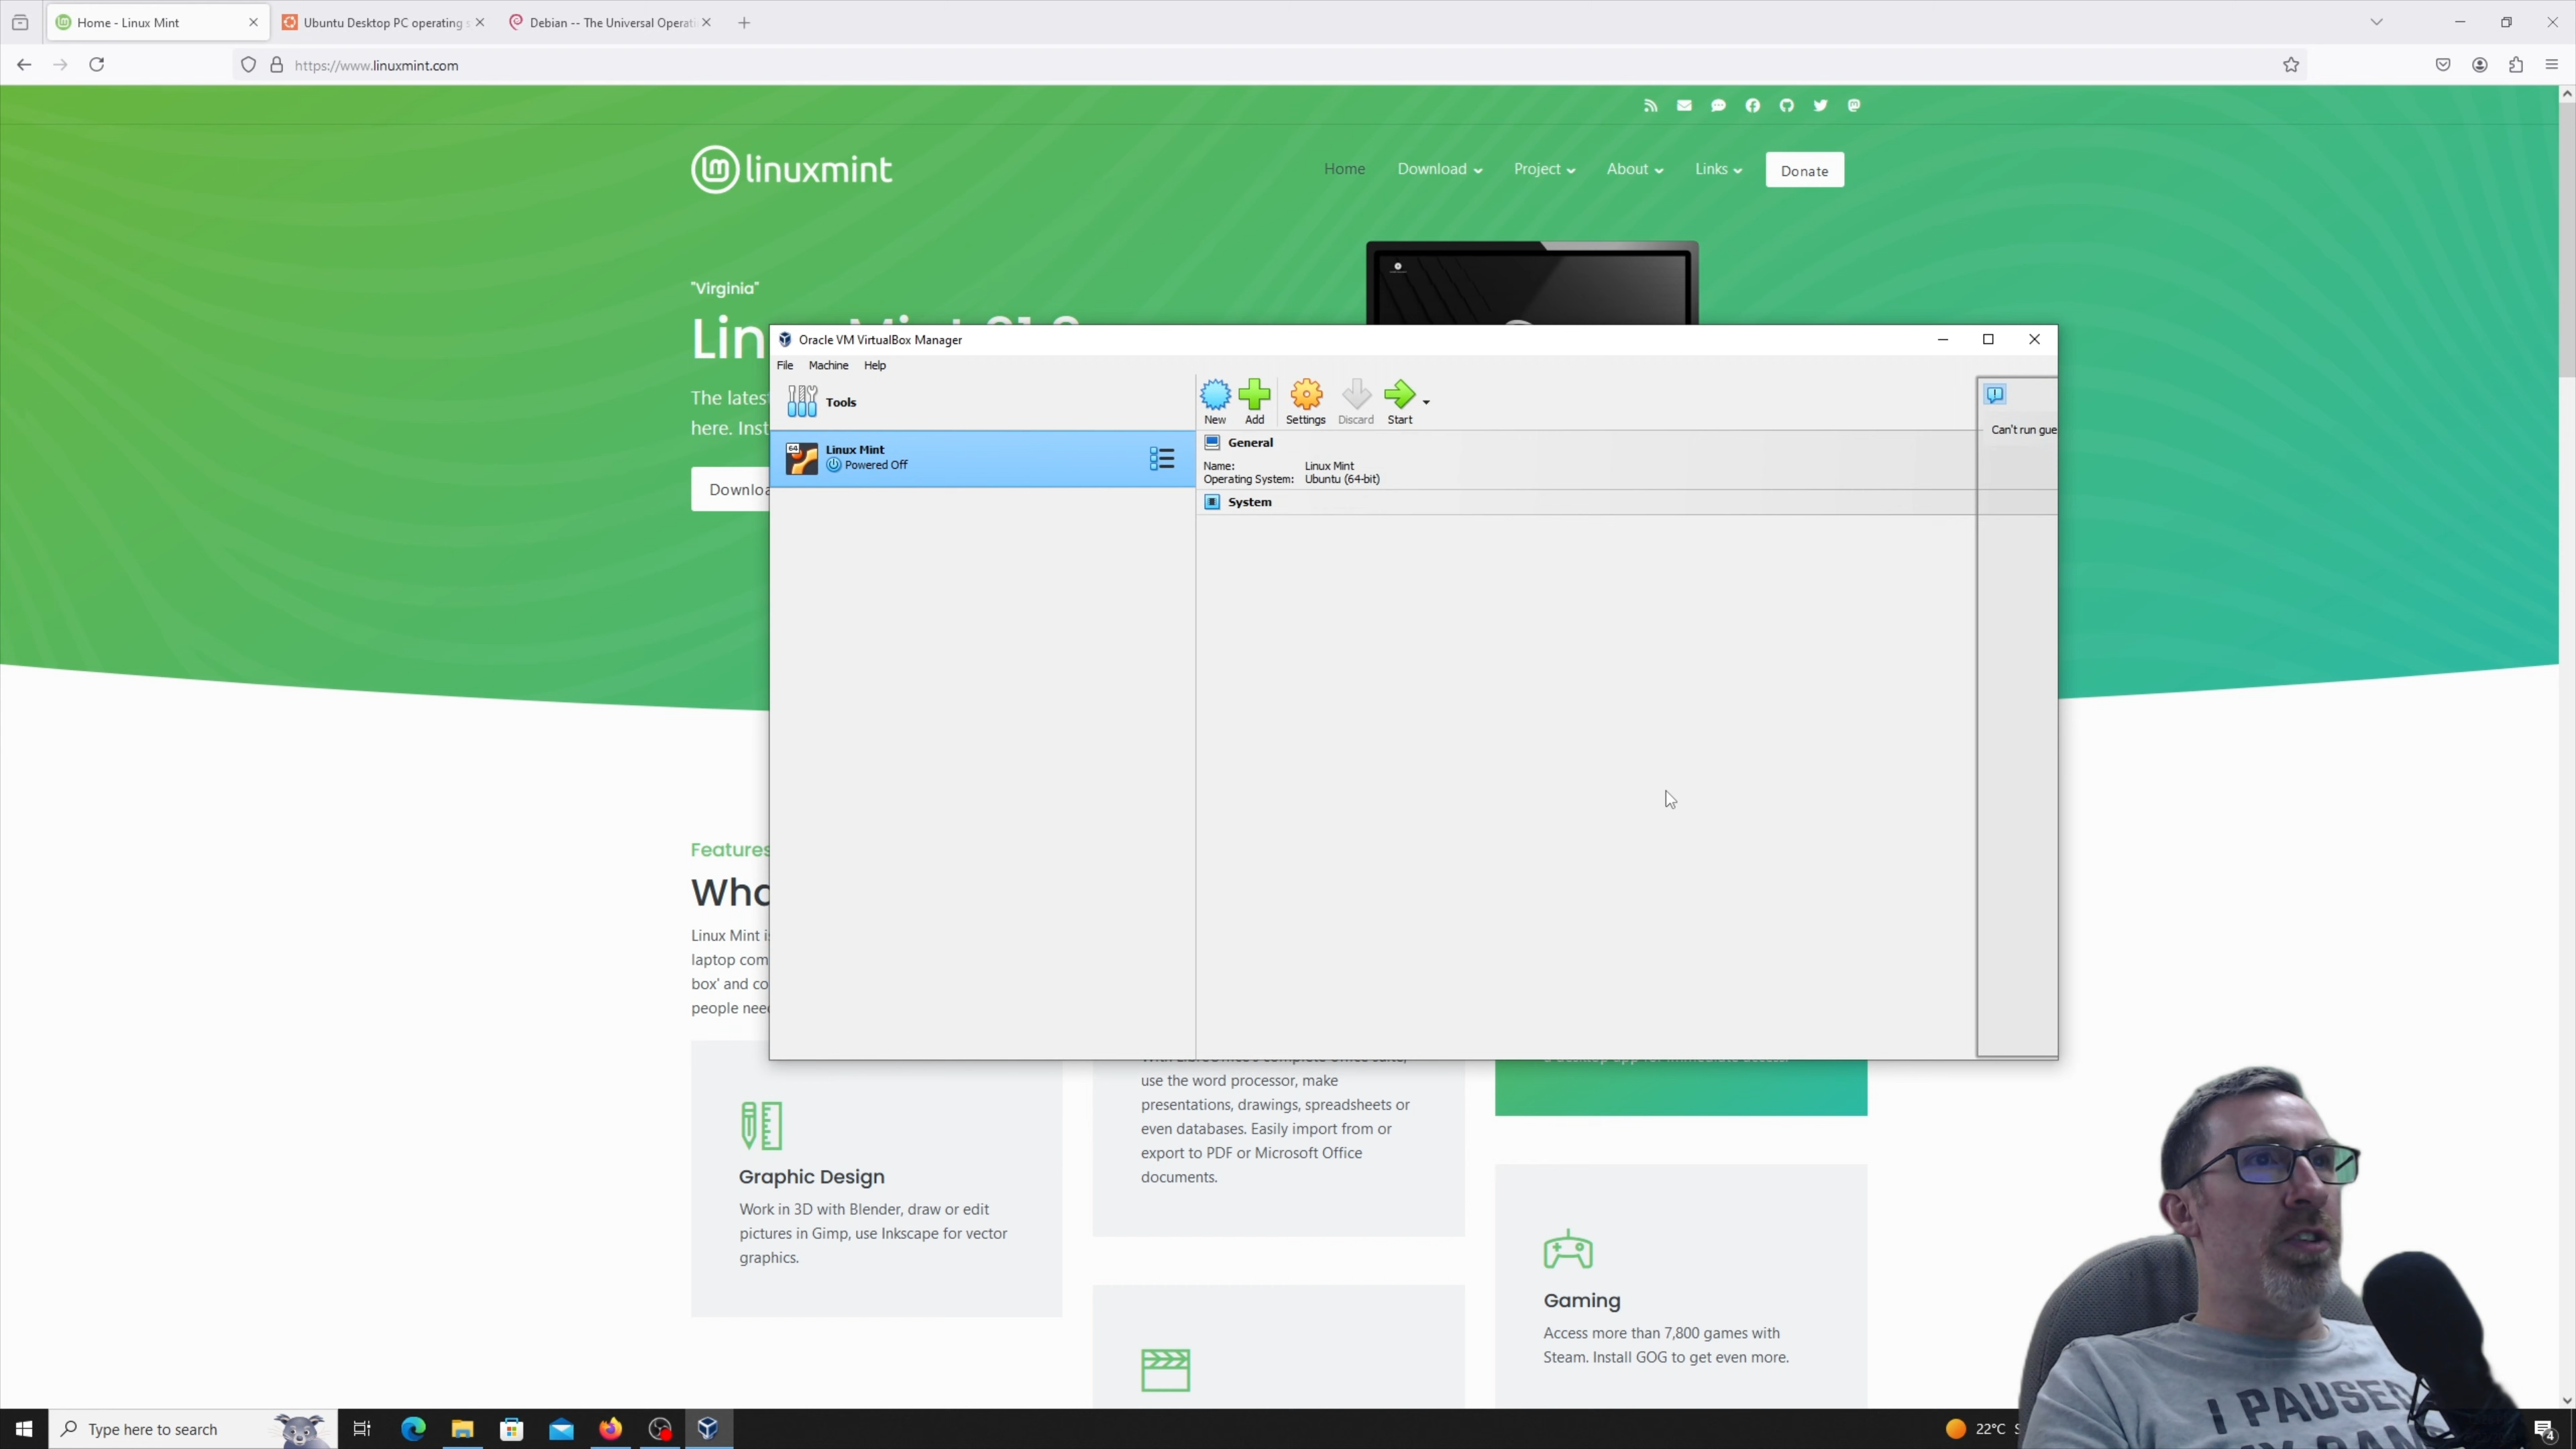 Home - Linux Mint
Ubuntu Desktop PC operating s
Debian -- The Universal Operati
https://www.linuxmint.com
linuxmint
Home
Download
Project
About
Links
Donate
"Virginia"
The lates
here. Inst
Downloa
Oracle VM VirtualBox Manager
File
Machine
Help
Tools
New
Add
Settings
Discard
Start
64
Linux Mint
Powered Off
General
Name: Linux Mint
Operating System: Ubuntu (64-bit)
System
Can't run gue
Features
Wha
Linux Mint i
laptop com
box' and co
people need
use the word processor, make
presentations, drawings, spreadsheets or
even databases. Easily import from or
export to PDF or Microsoft Office
documents.
Graphic Design
Work in 3D with Blender, draw or edit
pictures in Gimp, use Inkscape for vector
graphics.
Gaming
Access more than 7,800 games with
Steam. Install GOG to get even more.
I PAUSED
Type here to search
22°C S
4